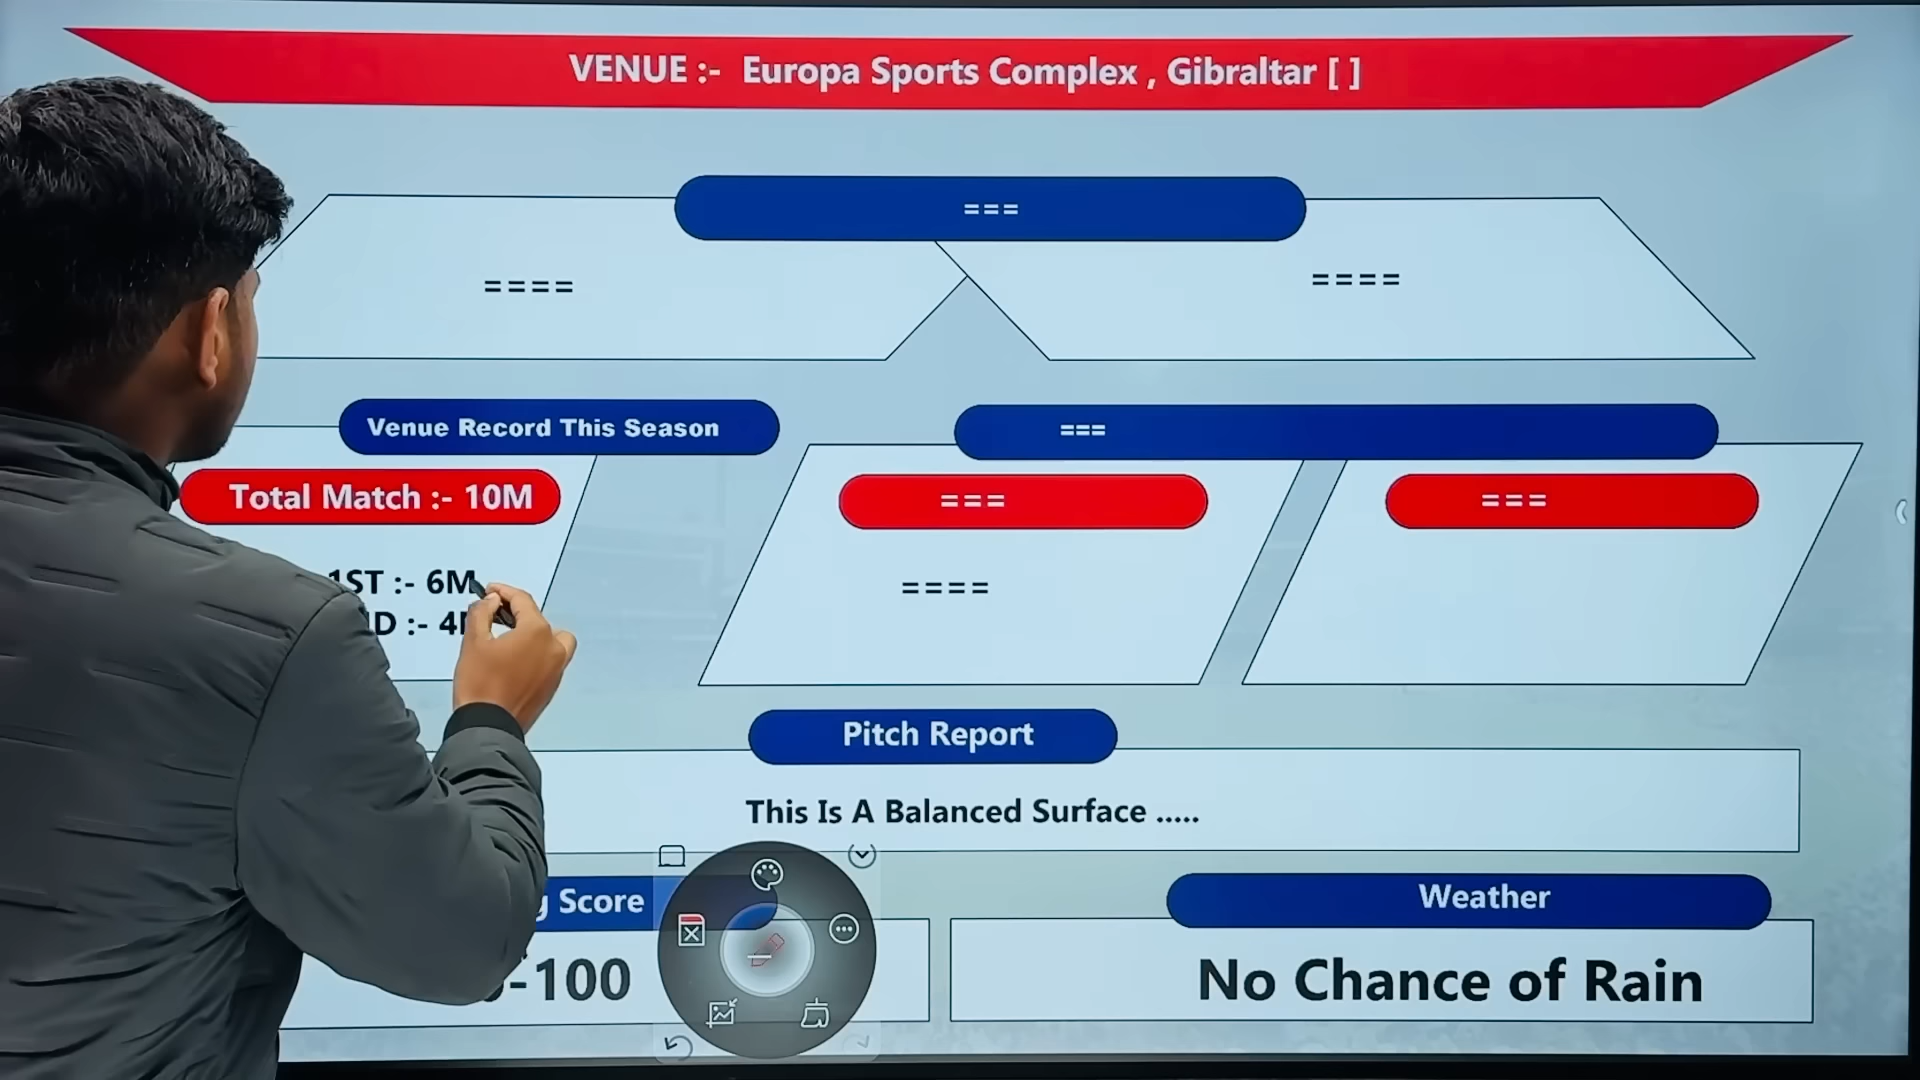 VENUE :- Europa Sports Complex , Gibraltar [ ]
===
====
====
Venue Record This Season
===
Total Match :- 10M
===
===
1ST :- 6M
:- 4
====
Pitch Report
This Is A Balanced Surface .....
Score
Weather
-100
No Chance of Rain